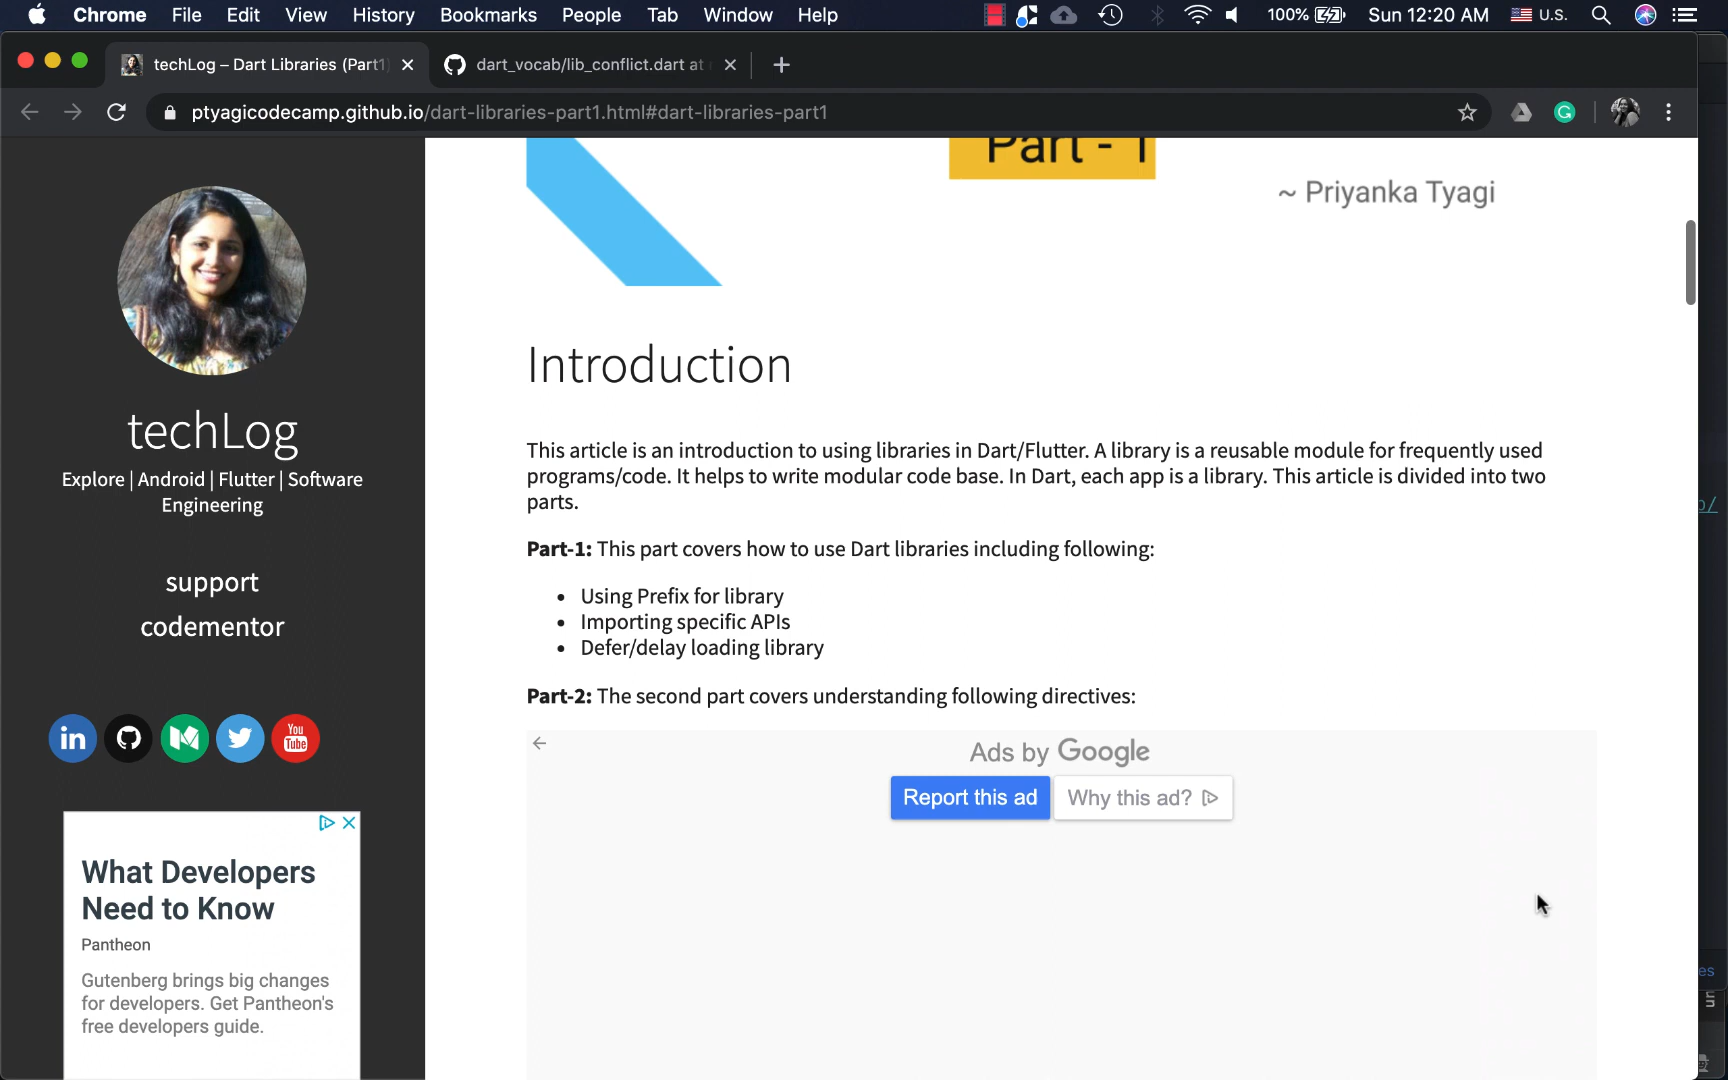 Chrome File Edit View History Bookmarks People Tab Window Help 100% Sun 12:20 AM U.S.
techLog – Dart Libraries (Part1) dart_vocab/lib_conflict.dart at
ptyagicodecamp.github.io/dart-libraries-part1.html#dart-libraries-part1
Part - 1
~ Priyanka Tyagi
techLog
Explore | Android | Flutter | Software
Engineering
support
codementor
in
You
Tube
What Developers
Need to Know
Pantheon
Gutenberg brings big changes
for developers. Get Pantheon's
free developers guide.
Introduction
This article is an introduction to using libraries in Dart/Flutter. A library is a reusable module for frequently used
programs/code. It helps to write modular code base. In Dart, each app is a library. This article is divided into two
parts.
Part-1: This part covers how to use Dart libraries including following:
• Using Prefix for library
• Importing specific APIs
• Defer/delay loading library
Part-2: The second part covers understanding following directives:
Ads by Google
Report this ad Why this ad?